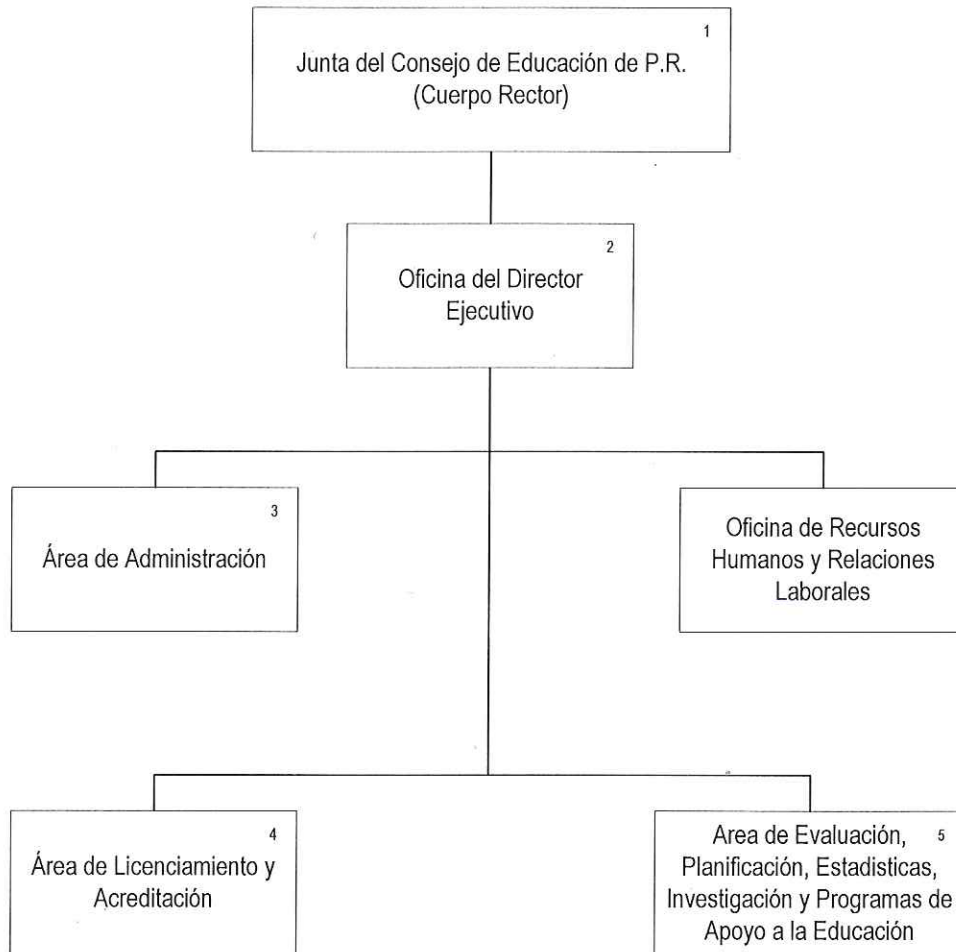 1
Junta del Consejo de Educación de P.R.
(Cuerpo Rector)
2
Oficina del Director
Ejecutivo
3
Área de Administración
Oficina de Recursos
Humanos y Relaciones
Laborales
4
Área de Licenciamiento y
Acreditación
Area de Evaluación, 5
Planificación, Estadisticas,
Investigación y Programas de
Apoyo a la Educación